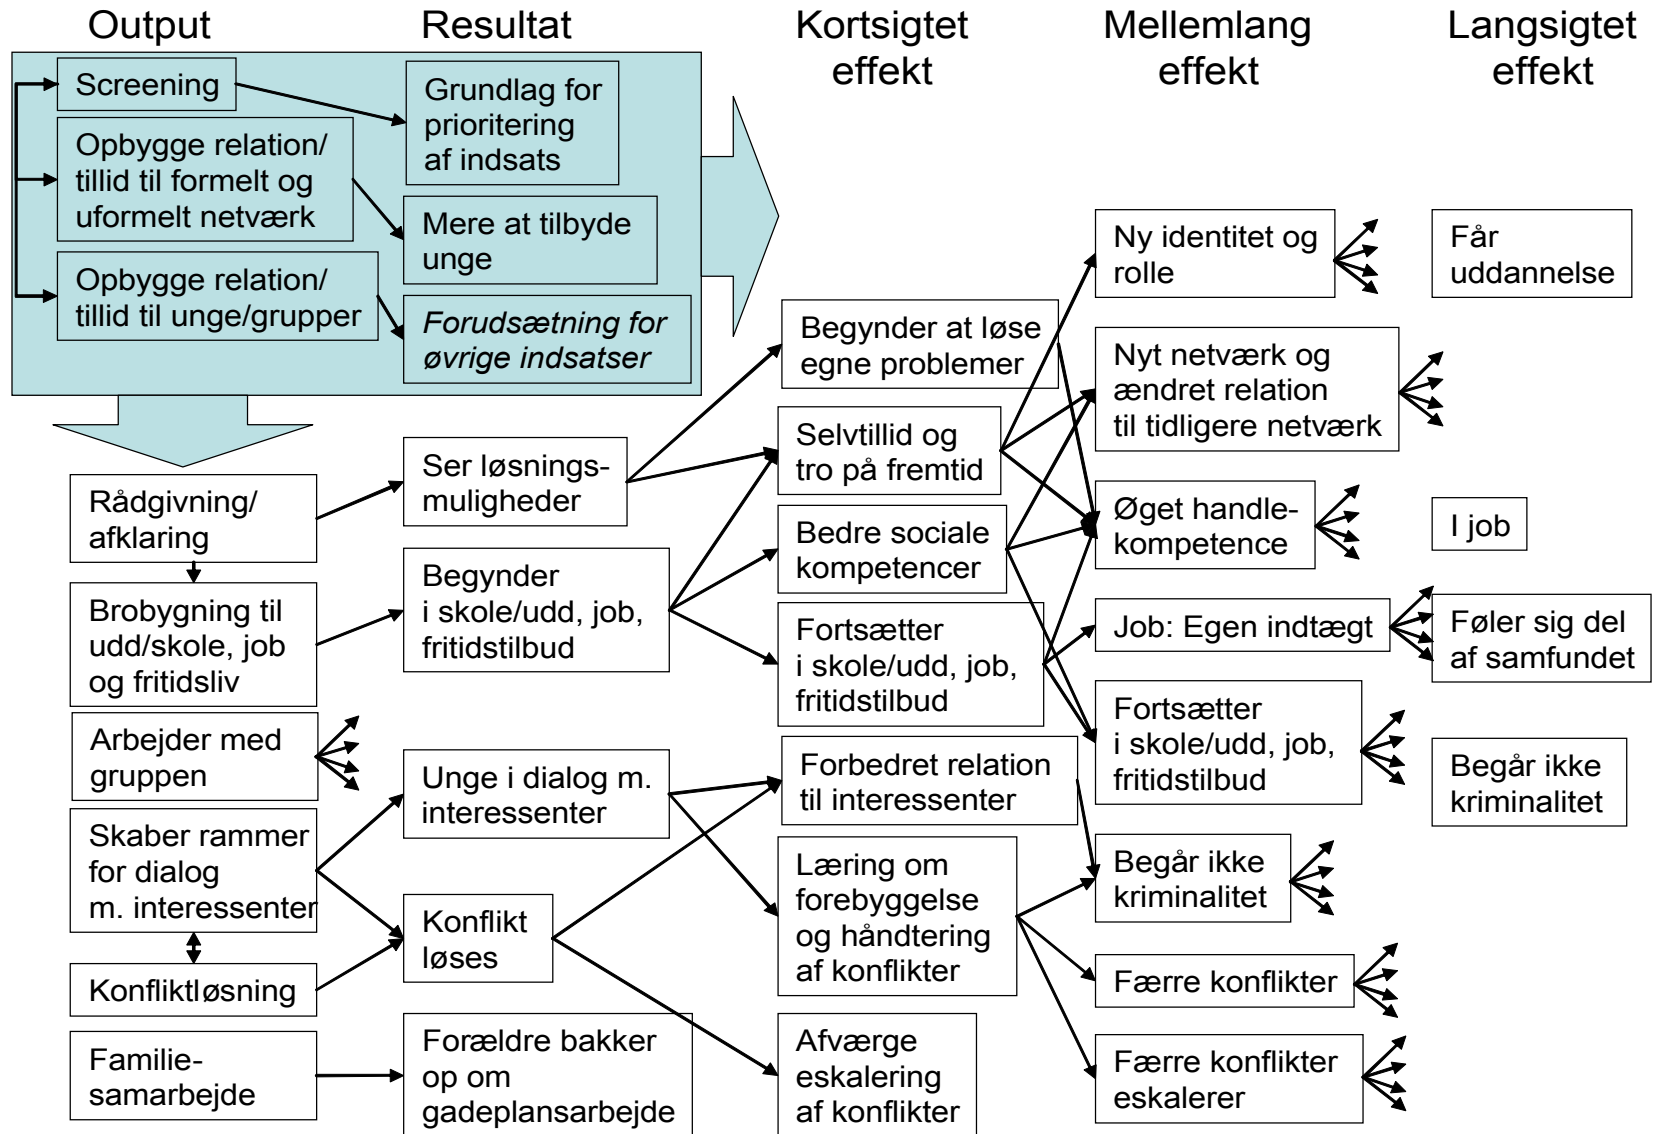 Output
Resultat
Kortsigtet
effekt
Mellemlang
effekt
Langsigtet
effekt
Screening
Opbygge relation/
tillid til formelt og
uformelt netværk
Opbygge relation/
tillid til unge/grupper
Grundlag for
prioritering
af indsats
Mere at tilbyde
unge
Forudsætning for
øvrige indsatser
Rådgivning/
afklaring
Brobygning til
udd/skole, job
og fritidsliv
Arbejder med
gruppen
Skaber rammer
for dialog
m. interessenter
Konfliktløsning
Familie-
samarbejde
Ser løsnings-
muligheder
Begynder
i skole/udd, job,
fritidstilbud
Unge i dialog m.
interessenter
Konflikt
løses
Forældre bakker
op om
gadeplansarbejde
Begynder at løse
egne problemer
Selvtillid og
tro på fremtid
Bedre sociale
kompetencer
Fortsætter
i skole/udd, job,
fritidstilbud
Forbedret relation
til interessenter
Læring om
forebyggelse
og håndtering
af konflikter
Afværge
eskalering
af konflikter
Ny identitet og
rolle
Nyt netværk og
ændret relation
til tidligere netværk
Øget handle-
kompetence
Job: Egen indtægt
Fortsætter
i skole/udd, job,
fritidstilbud
Begår ikke
kriminalitet
Færre konflikter
Færre konflikter
eskalerer
Får
uddannelse
I job
Føler sig del
af samfundet
Begår ikke
kriminalitet